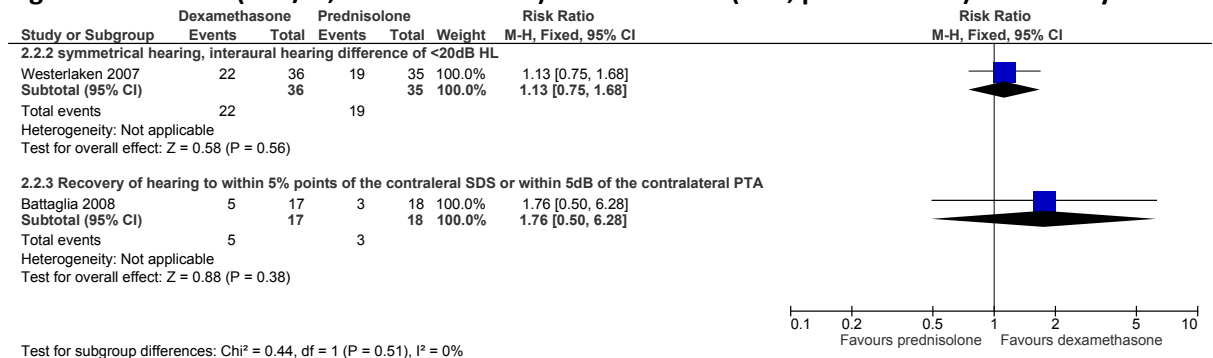 Dexamethasone Prednisolone Risk Ratio Risk Ratio
Study or Subgroup Events Total Events Total Weight M-H, Fixed, 95% CI M-H, Fixed, 95% CI
2.2.2 symmetrical hearing, interaural hearing difference of <20dB HL
Westerlaken 2007 22 36 19 35 100.0% 1.13 [0.75, 1.68]
Subtotal (95% CI) 36 35 100.0% 1.13 [0.75, 1.68]
Total events 22 19
Heterogeneity: Not applicable
Test for overall effect: Z = 0.58 (P = 0.56)
2.2.3 Recovery of hearing to within 5% points of the contraleral SDS or within 5dB of the contralateral PTA
Battaglia 2008 5 17 3 18 100.0% 1.76 [0.50, 6.28]
Subtotal (95% CI) 17 18 100.0% 1.76 [0.50, 6.28]
Total events 5 3
Heterogeneity: Not applicable
Test for overall effect: Z = 0.88 (P = 0.38)
0.1 0.2 0.5 1 2 5 10
Favours prednisolone Favours dexamethasone
Test for subgroup differences: Chi² = 0.44, df = 1 (P = 0.51), I² = 0%